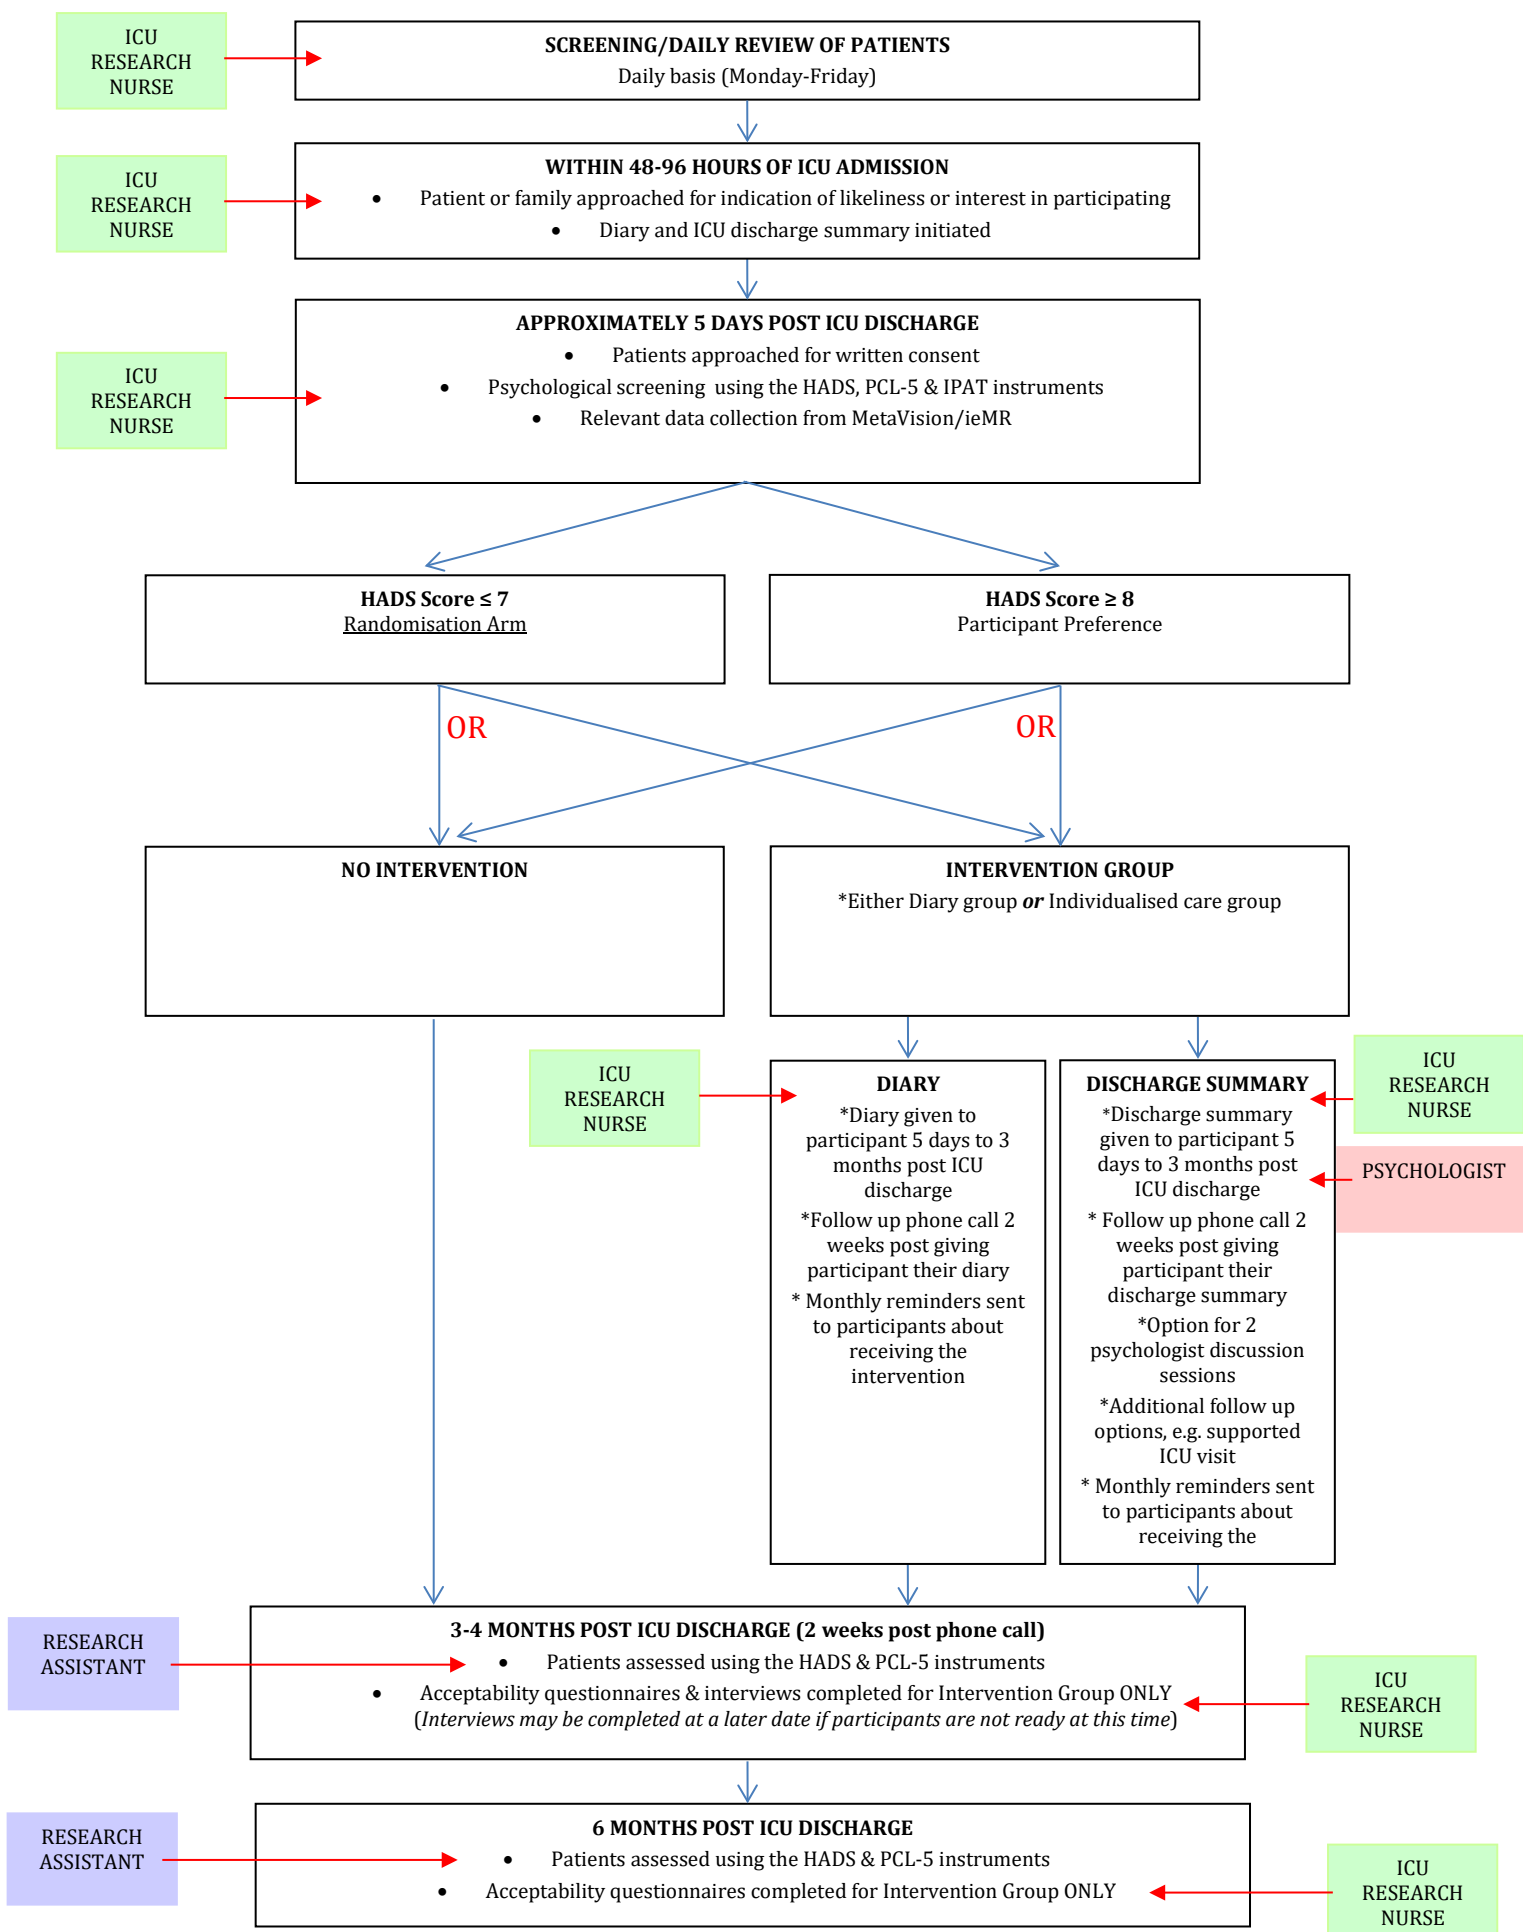 ICU
RESEARCH
NURSE
SCREENING/DAILY REVIEW OF PATIENTS
Daily basis (Monday-Friday)
ICU
RESEARCH
NURSE
WITHIN 48-96 HOURS OF ICU ADMISSION
• Patient or family approached for indication of likeliness or interest in participating
• Diary and ICU discharge summary initiated
ICU
RESEARCH
NURSE
APPROXIMATELY 5 DAYS POST ICU DISCHARGE
• Patients approached for written consent
• Psychological screening using the HADS, PCL-5 & IPAT instruments
• Relevant data collection from MetaVision/ieMR
HADS Score ≤ 7
Randomisation Arm
HADS Score ≥ 8
Participant Preference
OR
OR
NO INTERVENTION
INTERVENTION GROUP
*Either Diary group or Individualised care group
ICU
RESEARCH
NURSE
DIARY
*Diary given to
participant 5 days to 3
months post ICU
discharge
*Follow up phone call 2
weeks post giving
participant their diary
* Monthly reminders sent
to participants about
receiving the
intervention
DISCHARGE SUMMARY
*Discharge summary
given to participant 5
days to 3 months post
ICU discharge
* Follow up phone call 2
weeks post giving
participant their
discharge summary
*Option for 2
psychologist discussion
sessions
*Additional follow up
options, e.g. supported
ICU visit
* Monthly reminders sent
to participants about
receiving the
ICU
RESEARCH
NURSE
PSYCHOLOGIST
RESEARCH
ASSISTANT
3-4 MONTHS POST ICU DISCHARGE (2 weeks post phone call)
• Patients assessed using the HADS & PCL-5 instruments
• Acceptability questionnaires & interviews completed for Intervention Group ONLY
(Interviews may be completed at a later date if participants are not ready at this time)
ICU
RESEARCH
NURSE
RESEARCH
ASSISTANT
6 MONTHS POST ICU DISCHARGE
• Patients assessed using the HADS & PCL-5 instruments
• Acceptability questionnaires completed for Intervention Group ONLY
ICU
RESEARCH
NURSE